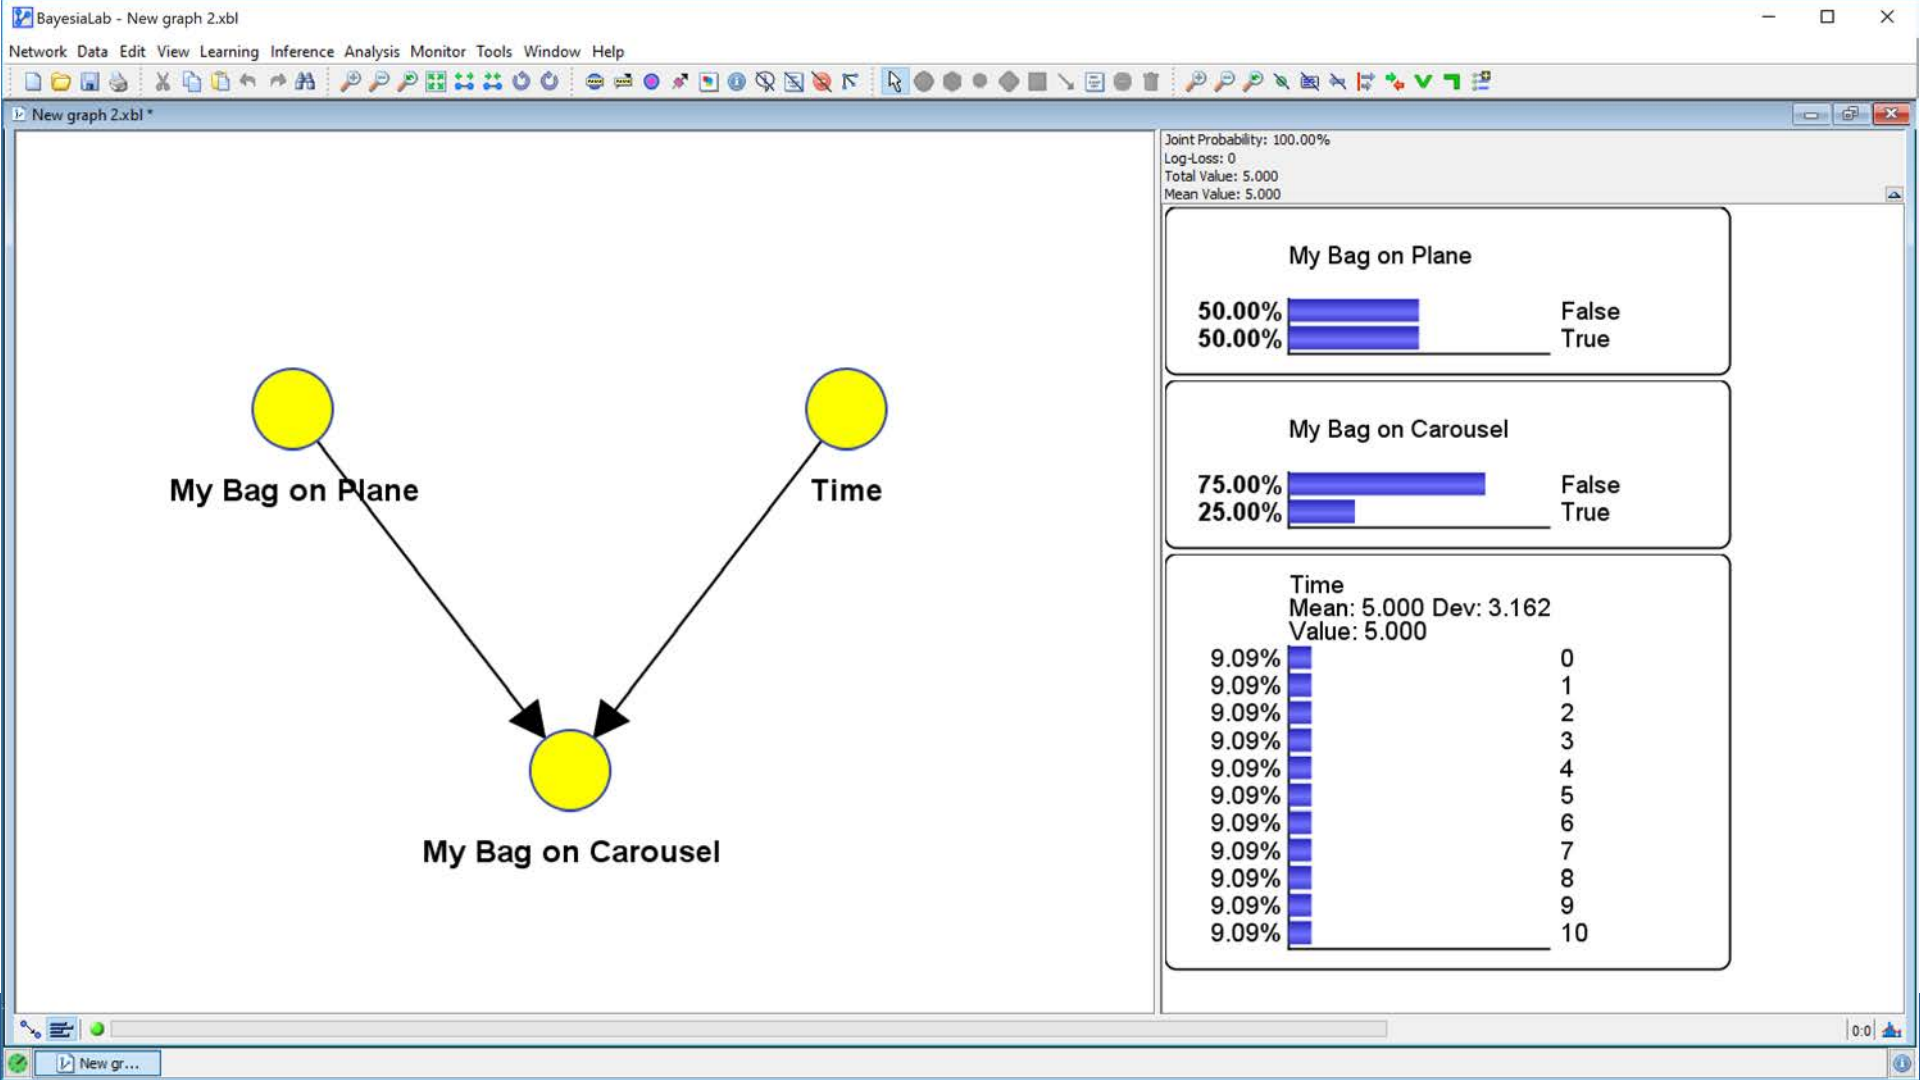 BayesiaLab - New graph 2.xbl
Network Data Edit View Learning Inference Analysis Monitor Tools Window Help
New graph 2.xbl *
Joint Probability: 100.00%
Log-Loss: 0
Total Value: 5.000
Mean Value: 5.000
My Bag on Plane
50.00% False
50.00% True
My Bag on Carousel
75.00% False
25.00% True
Time
Mean: 5.000 Dev: 3.162
Value: 5.000
9.09% 0
9.09% 1
9.09% 2
9.09% 3
9.09% 4
9.09% 5
9.09% 6
9.09% 7
9.09% 8
9.09% 9
9.09% 10
My Bag on Plane
Time
My Bag on Carousel
0:0
New gr...